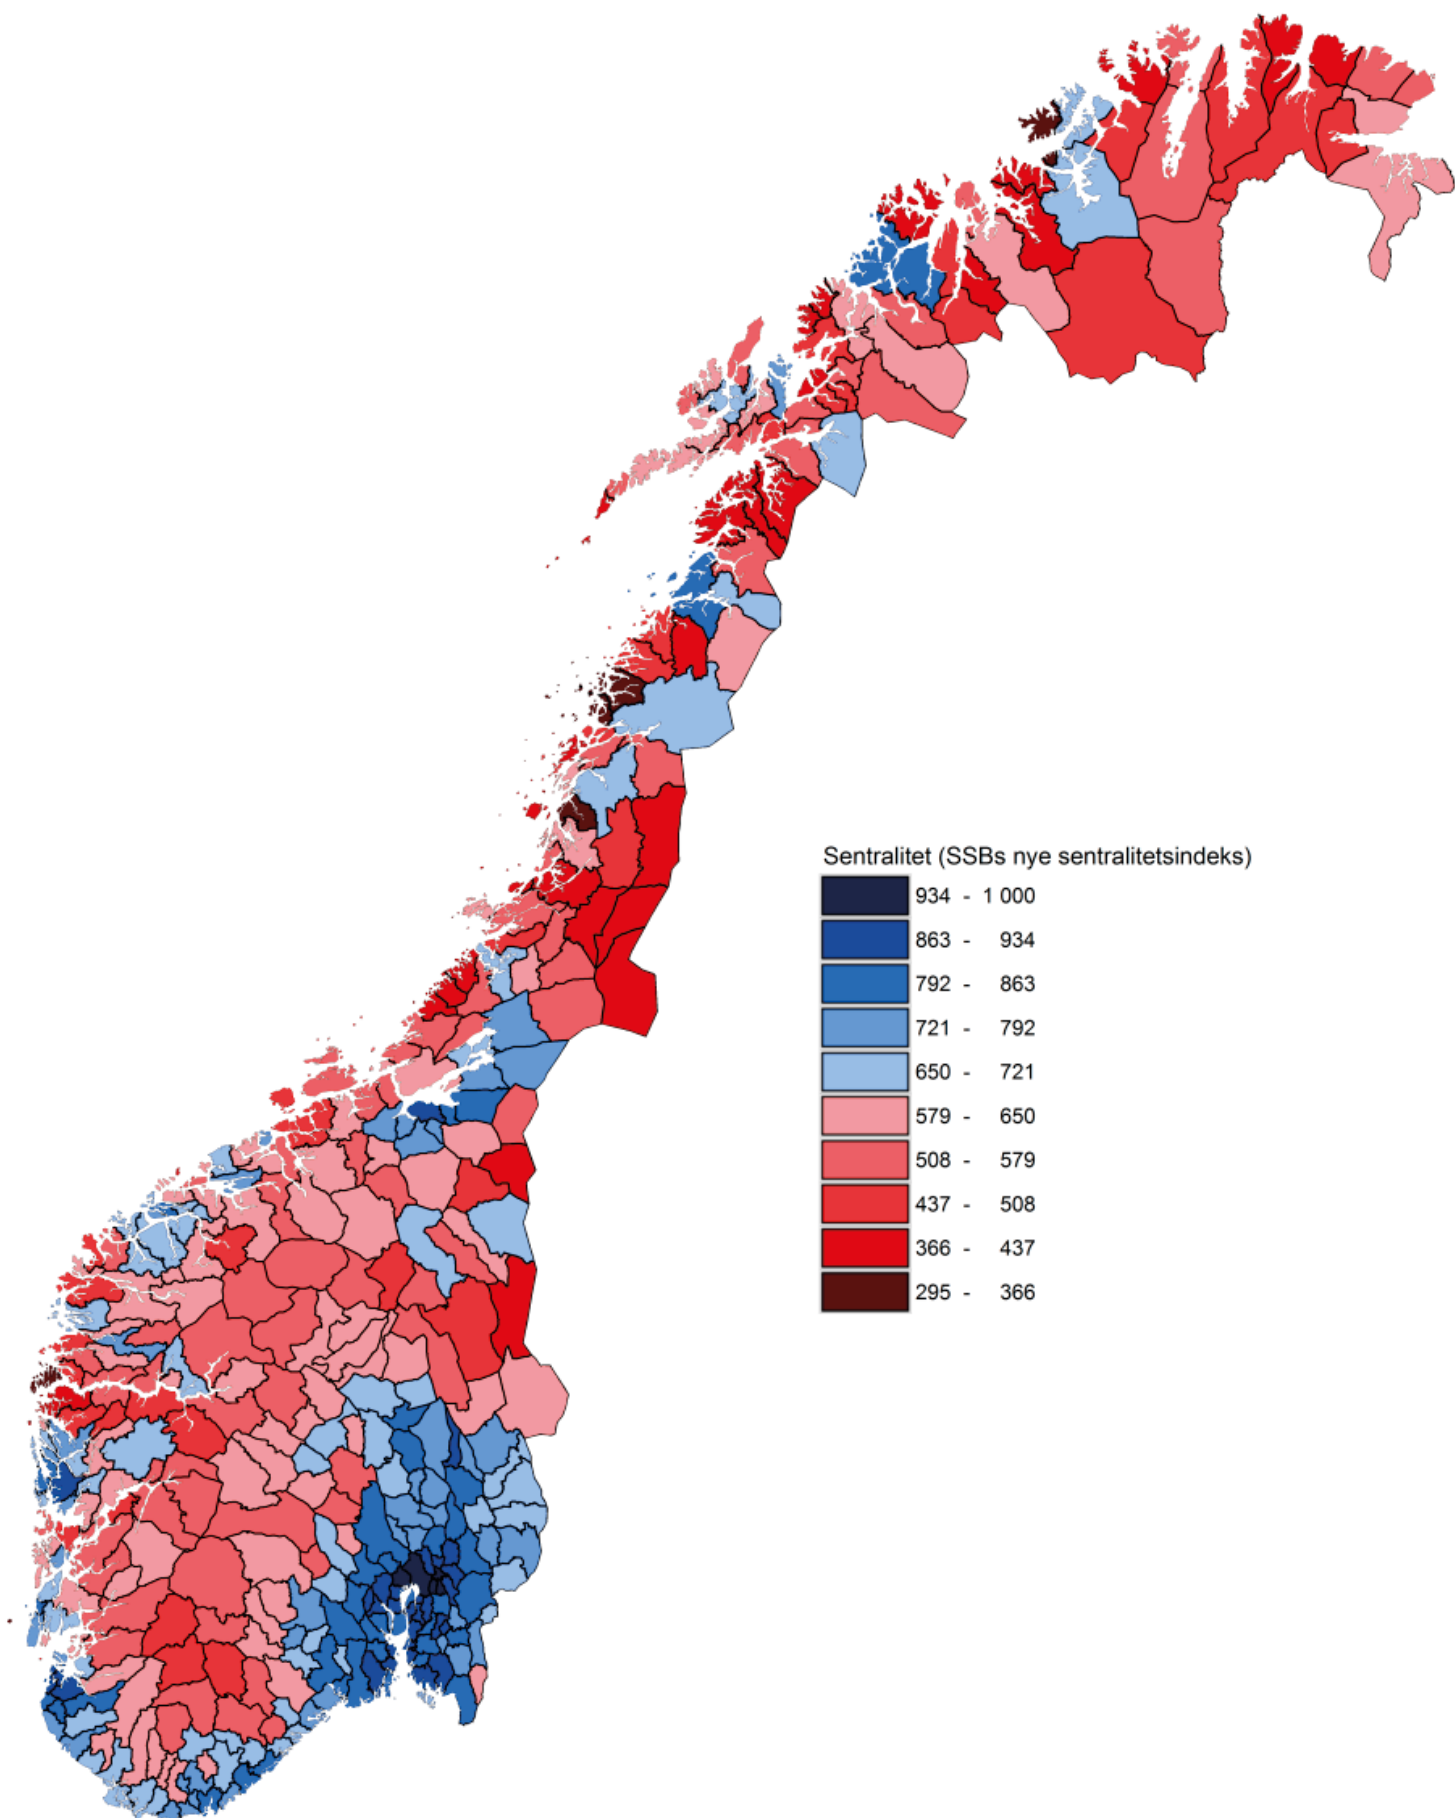 Sentralitet (SSBs nye sentralitetsindeks)
934 - 1 000
863 - 934
792 - 863
721 - 792
650 - 721
579 - 650
508 - 579
437 - 508
366 - 437
295 - 366